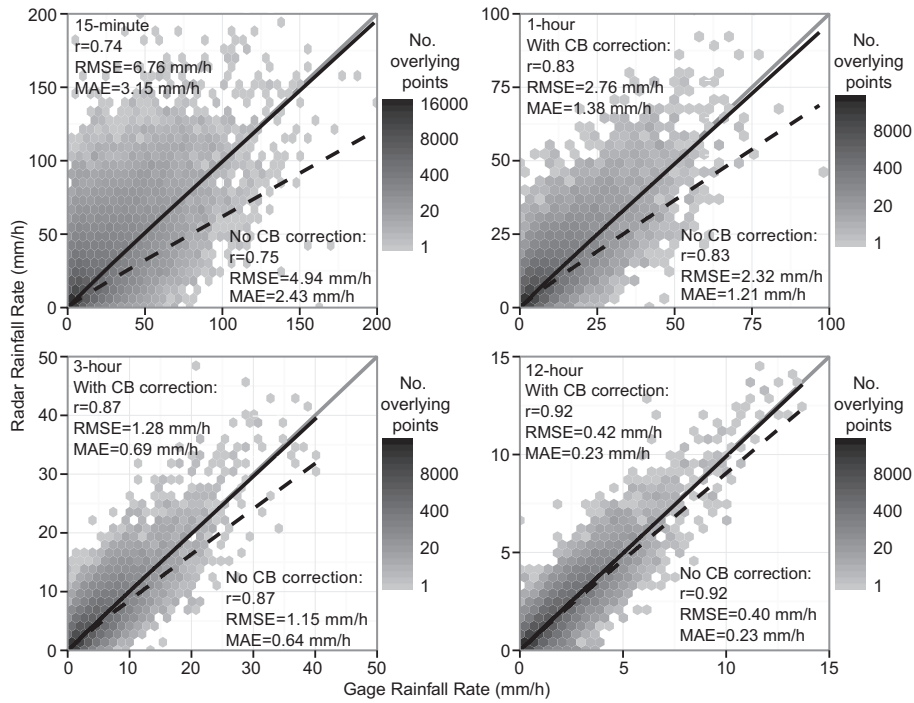 Radar Rainfall Rate (mm/h)
200
150
100
50
0
15-minute
r=0.74
RMSE=6.76 mm/h
MAE=3.15 mm/h
No CB correction:
r=0.75
RMSE=4.94 mm/h
MAE=2.43 mm/h
0 50 100 150 200
No.
overlying
points
16000
8000
400
20
1
100
75
50
25
0
1-hour
With CB correction:
r=0.83
RMSE=2.76 mm/h
MAE=1.38 mm/h
No CB correction:
r=0.83
RMSE=2.32 mm/h
MAE=1.21 mm/h
0 25 50 75 100
No.
overlying
points
8000
400
20
1
50
40
30
20
10
0
3-hour
With CB correction:
r=0.87
RMSE=1.28 mm/h
MAE=0.69 mm/h
No CB correction:
r=0.87
RMSE=1.15 mm/h
MAE=0.64 mm/h
0 10 20 30 40 50
No.
overlying
points
8000
400
20
1
15
10
5
0
12-hour
With CB correction:
r=0.92
RMSE=0.42 mm/h
MAE=0.23 mm/h
No CB correction:
r=0.92
RMSE=0.40 mm/h
MAE=0.23 mm/h
0 5 10 15
No.
overlying
points
8000
400
20
1
Gage Rainfall Rate (mm/h)